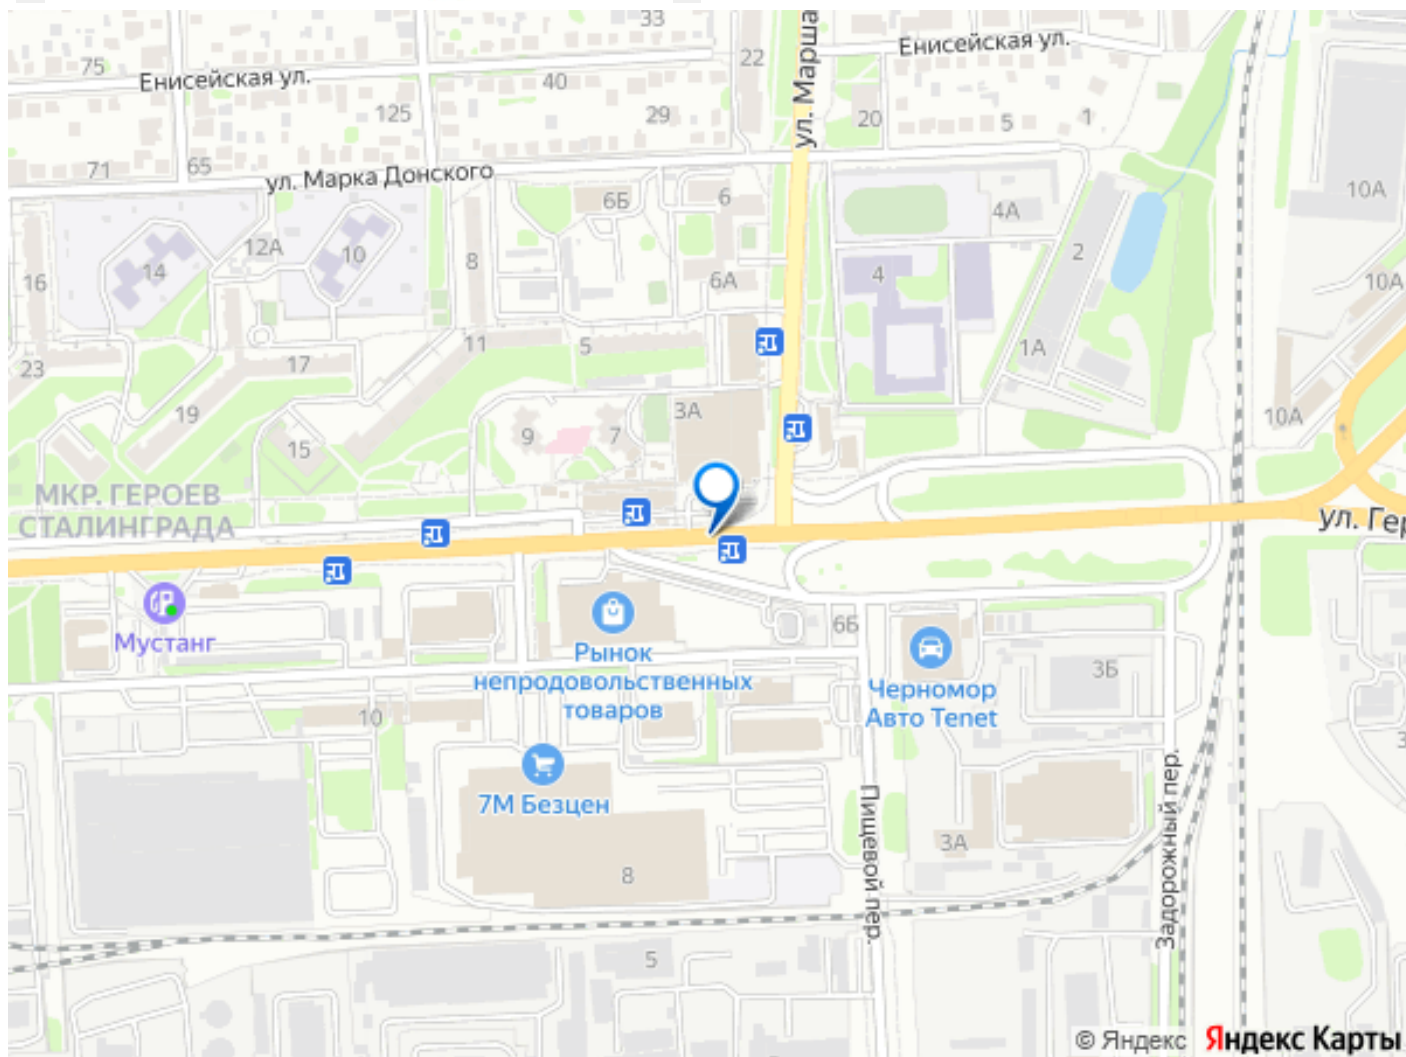 33
Енисейская ул.
22
75
Енисейская ул.
40
ул. Марш
125
29
20
5
1
71
65
ул. Марка Донского
10А
6Б
6
4А
12А
14
10
8
2
16
4
6А
10А
11
5
1А
17
23
19
3А
10А
15
9
7
МКР. ГЕРОЕВ
СТАЛИНГРАДА
ул. Гер
Мустанг
6Б
Рынок
непродовольственных
товаров
3Б
Черномор
Авто Tenet
10
7М Безцен
Пищевой пер.
Задорожный пер.
3А
8
5
© Яндекс
Яндекс Карты